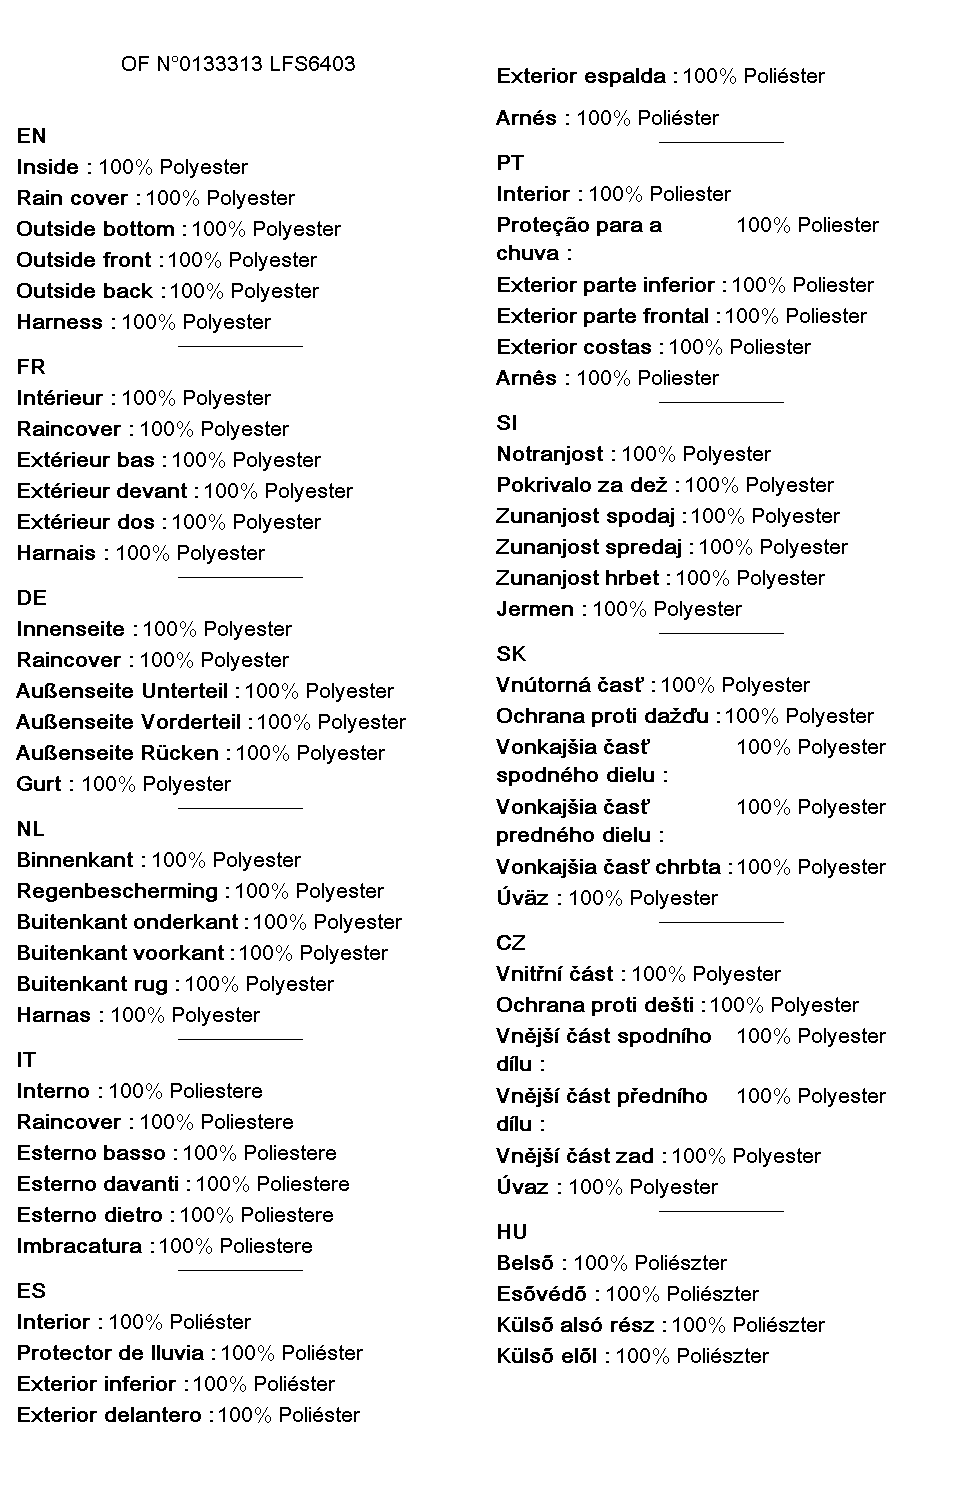 OF N°0133313 LFS6403
EN
Inside : 100% Polyester
Rain cover : 100% Polyester
Outside bottom : 100% Polyester
Outside front : 100% Polyester
Outside back : 100% Polyester
Harness : 100% Polyester
FR
Intérieur : 100% Polyester
Raincover : 100% Polyester
Extérieur bas : 100% Polyester
Extérieur devant : 100% Polyester
Extérieur dos : 100% Polyester
Harnais : 100% Polyester
DE
Innenseite : 100% Polyester
Raincover : 100% Polyester
Außenseite Unterteil : 100% Polyester
Außenseite Vorderteil : 100% Polyester
Außenseite Rücken : 100% Polyester
Gurt : 100% Polyester
NL
Binnenkant : 100% Polyester
Regenbescherming : 100% Polyester
Buitenkant onderkant : 100% Polyester
Buitenkant voorkant : 100% Polyester
Buitenkant rug : 100% Polyester
Harnas : 100% Polyester
IT
Interno : 100% Poliestere
Raincover : 100% Poliestere
Esterno basso : 100% Poliestere
Esterno davanti : 100% Poliestere
Esterno dietro : 100% Poliestere
Imbracatura : 100% Poliestere
ES
Interior : 100% Poliéster
Protector de lluvia : 100% Poliéster
Exterior inferior : 100% Poliéster
Exterior delantero : 100% Poliéster
Exterior espalda : 100% Poliéster
Arnés : 100% Poliéster
PT
Interior : 100% Poliester
Proteção para a 100% Poliester
chuva :
Exterior parte inferior : 100% Poliester
Exterior parte frontal : 100% Poliester
Exterior costas : 100% Poliester
Arnês : 100% Poliester
SI
Notranjost : 100% Polyester
Pokrivalo za dež : 100% Polyester
Zunanjost spodaj : 100% Polyester
Zunanjost spredaj : 100% Polyester
Zunanjost hrbet : 100% Polyester
Jermen : 100% Polyester
SK
Vnútorná časť : 100% Polyester
Ochrana proti dažďu : 100% Polyester
Vonkajšia časť 100% Polyester
spodného dielu :
Vonkajšia časť 100% Polyester
predného dielu :
Vonkajšia časť chrbta : 100% Polyester
Úväz : 100% Polyester
CZ
Vnitřní část : 100% Polyester
Ochrana proti dešti : 100% Polyester
Vnější část spodního 100% Polyester
dílu :
Vnější část předního 100% Polyester
dílu :
Vnější část zad : 100% Polyester
Úvaz : 100% Polyester
HU
Belsõ : 100% Poliészter
Esõvédõ : 100% Poliészter
Külsõ alsó rész : 100% Poliészter
Külsõ elõl : 100% Poliészter